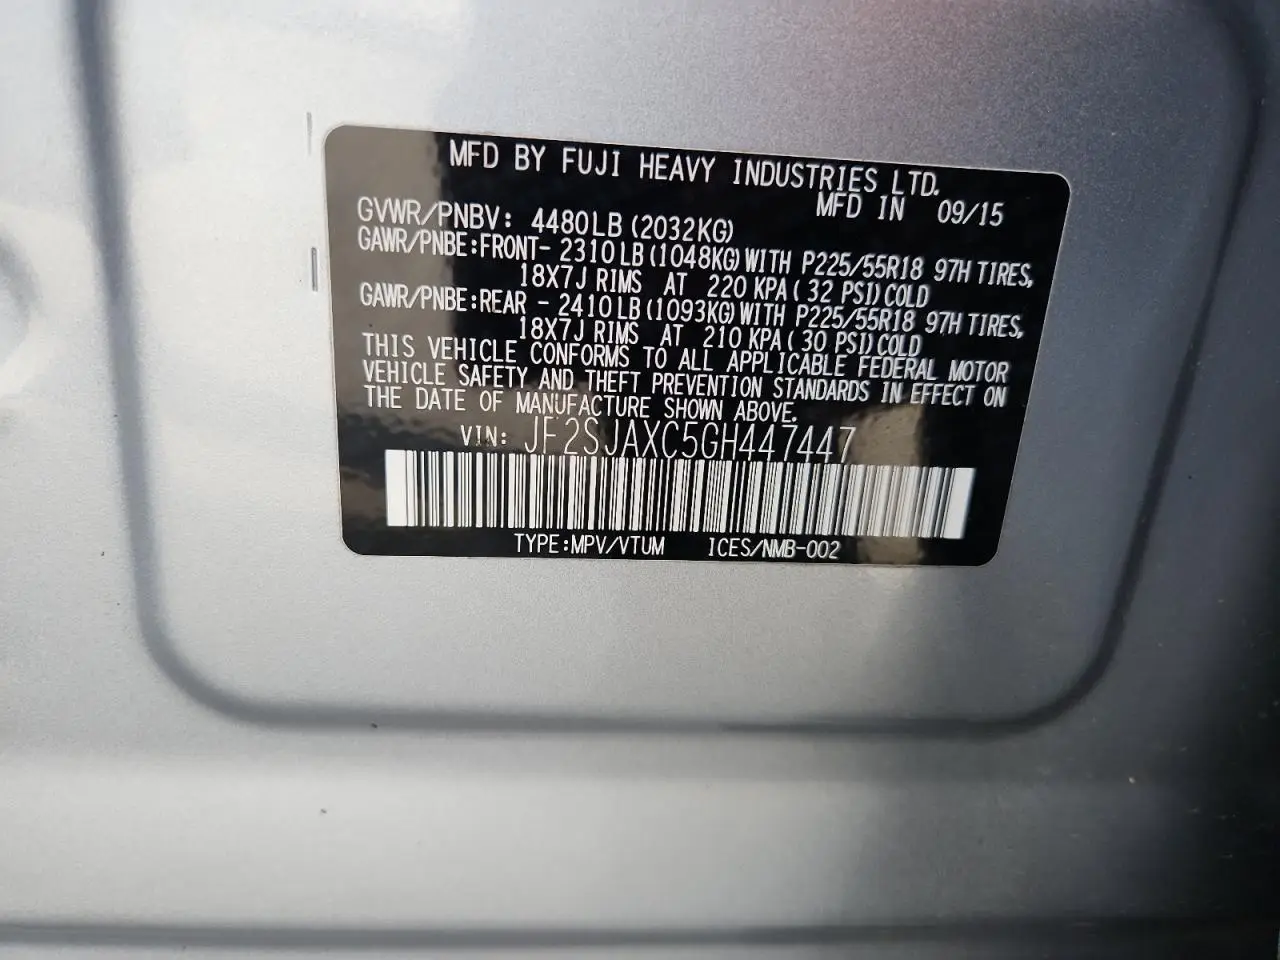 MFD BY FUJI HEAVY INDUSTRIES LTD.
MFD IN 09/15
GVWR/PNBV: 4480LB (2032KG)
GAWR/PNBE:FRONT- 2310LB (1048KG) WITH P225/55R18 97H TIRES,
18X7J RIMS AT 220 KPA ( 32 PSI) COLD
GAWR/PNBE:REAR - 2410LB (1093KG) WITH P225/55R18 97H TIRES,
18X7J RIMS AT 210 KPA ( 30 PSI) COLD
THIS VEHICLE CONFORMS TO ALL APPLICABLE FEDERAL MOTOR
VEHICLE SAFETY AND THEFT PREVENTION STANDARDS IN EFFECT ON
THE DATE OF MANUFACTURE SHOWN ABOVE.
VIN: JF2SJAXC5GH447447
TYPE:MPV/VTUM ICES/NMB-002